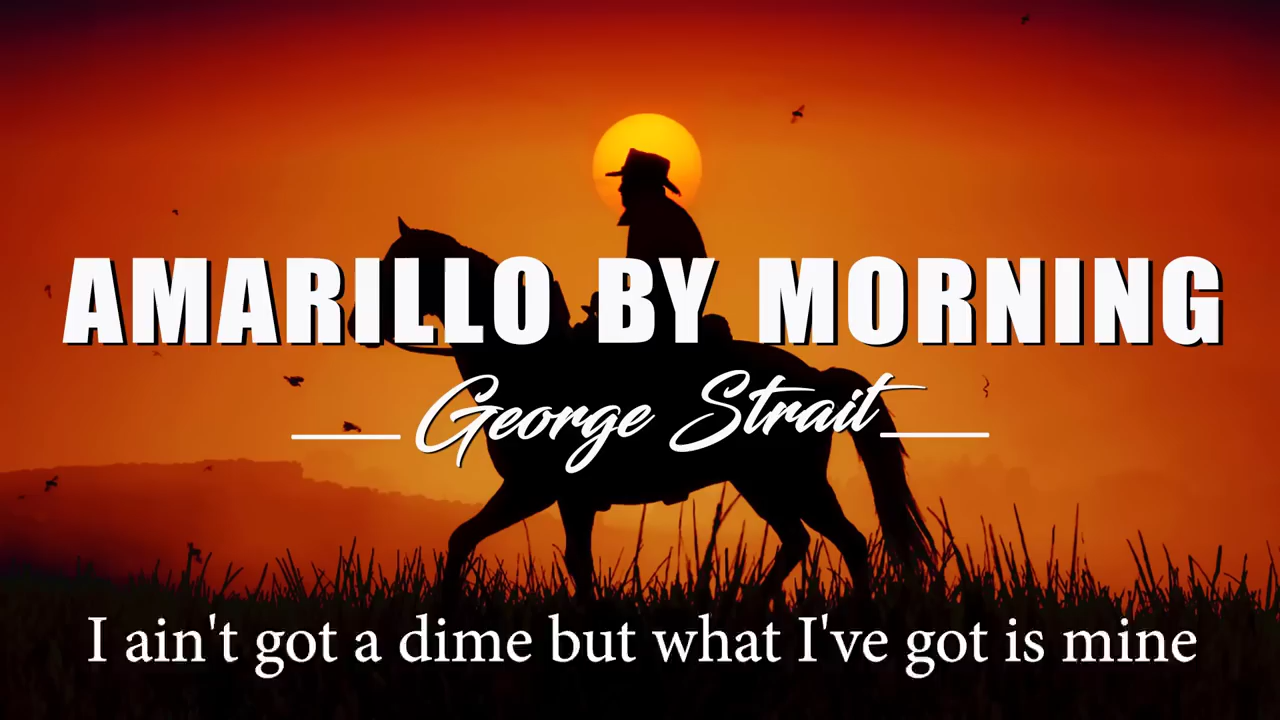 AMARILLO BY MORNING
George Strait
I ain't got a dime but what I've got is mine